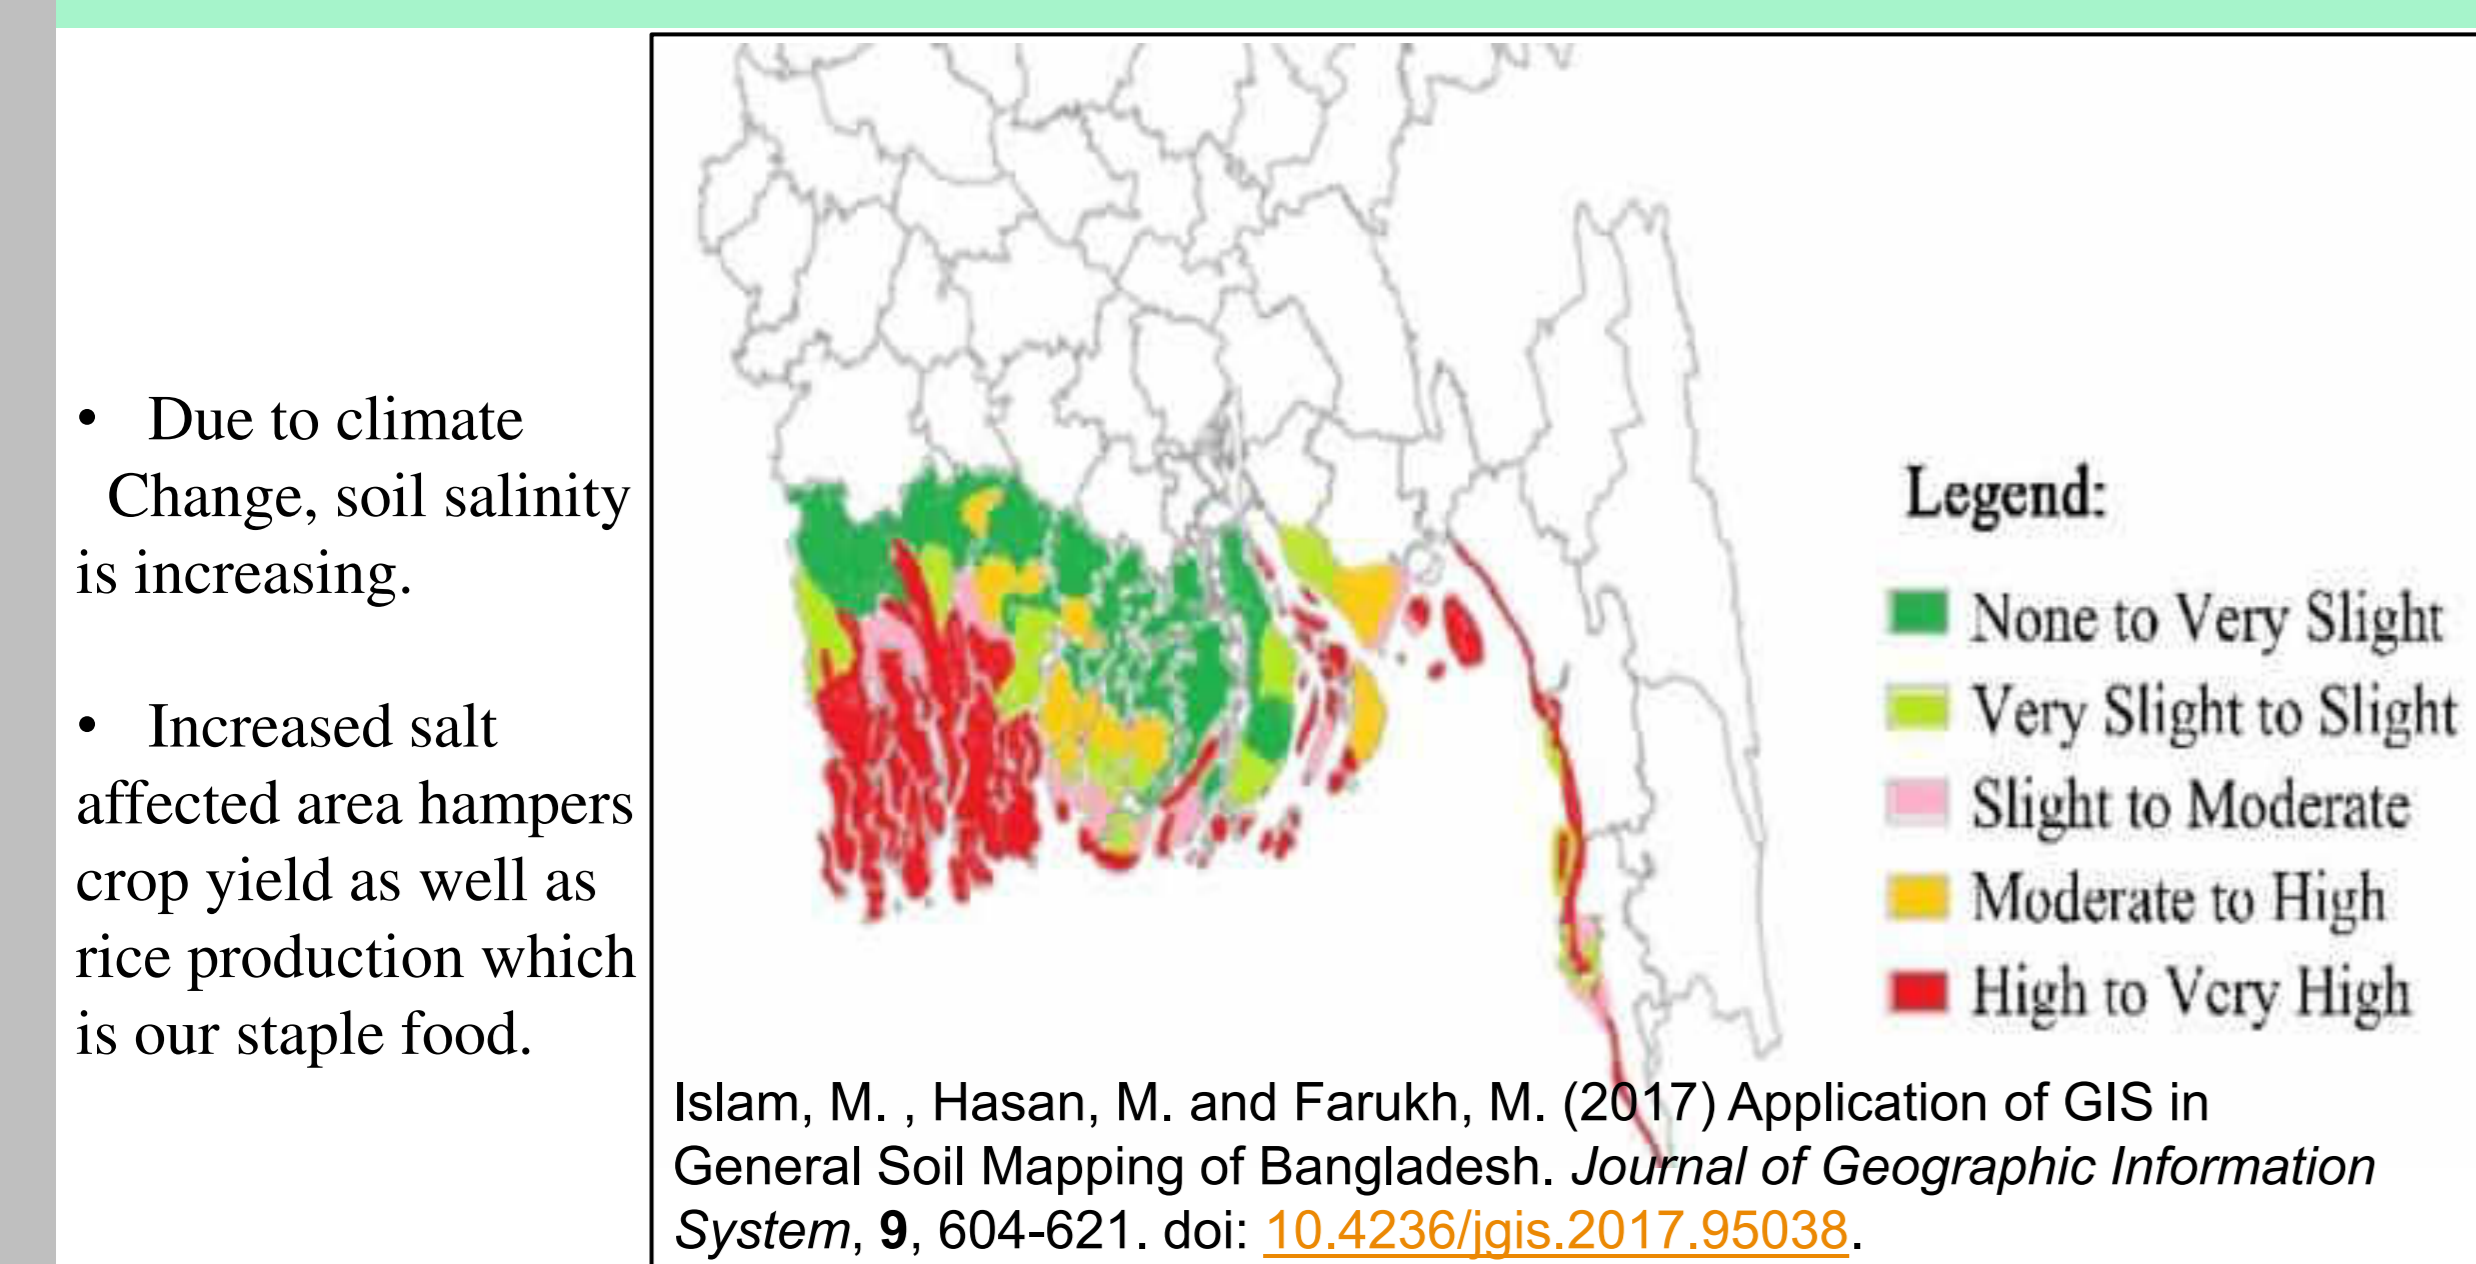 • Due to climate
Change, soil salinity
is increasing.
• Increased salt
affected area hampers
crop yield as well as
rice production which
is our staple food.
Legend:
None to Very Slight
Very Slight to Slight
Slight to Moderate
Moderate to High
High to Very High
Islam, M. , Hasan, M. and Farukh, M. (2017) Application of GIS in
General Soil Mapping of Bangladesh. Journal of Geographic Information
System, 9, 604-621. doi: 10.4236/jgis.2017.95038.